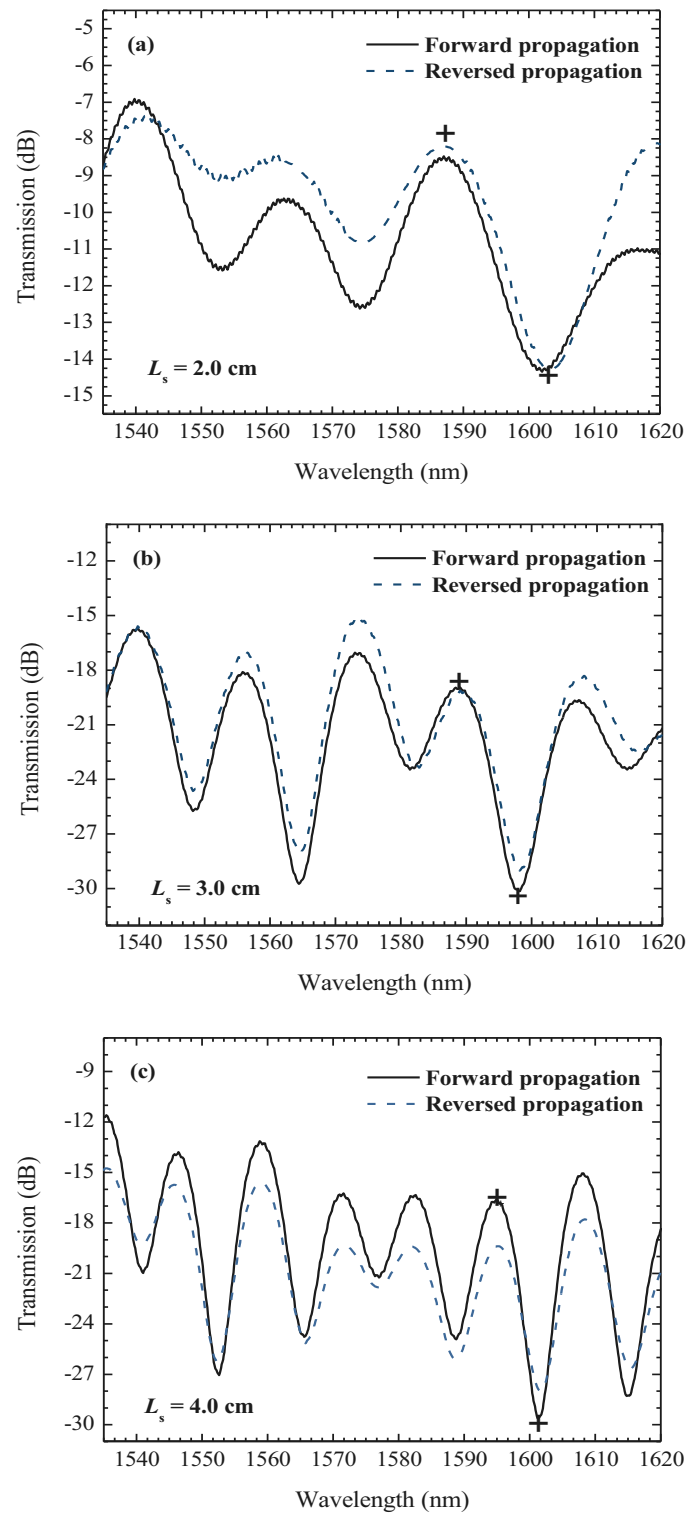 (a)
Forward propagation
Reversed propagation
-5
-6
-7
-8
-9
-10
-11
-12
-13
-14
-15
Transmission (dB)
Ls = 2.0 cm
1540 1550 1560 1570 1580 1590 1600 1610 1620
Wavelength (nm)
(b)
Forward propagation
Reversed propagation
-12
-15
-18
-21
-24
-27
-30
Transmission (dB)
Ls = 3.0 cm
1540 1550 1560 1570 1580 1590 1600 1610 1620
Wavelength (nm)
(c)
Forward propagation
Reversed propagation
-9
-12
-15
-18
-21
-24
-27
-30
Transmission (dB)
Ls = 4.0 cm
1540 1550 1560 1570 1580 1590 1600 1610 1620
Wavelength (nm)